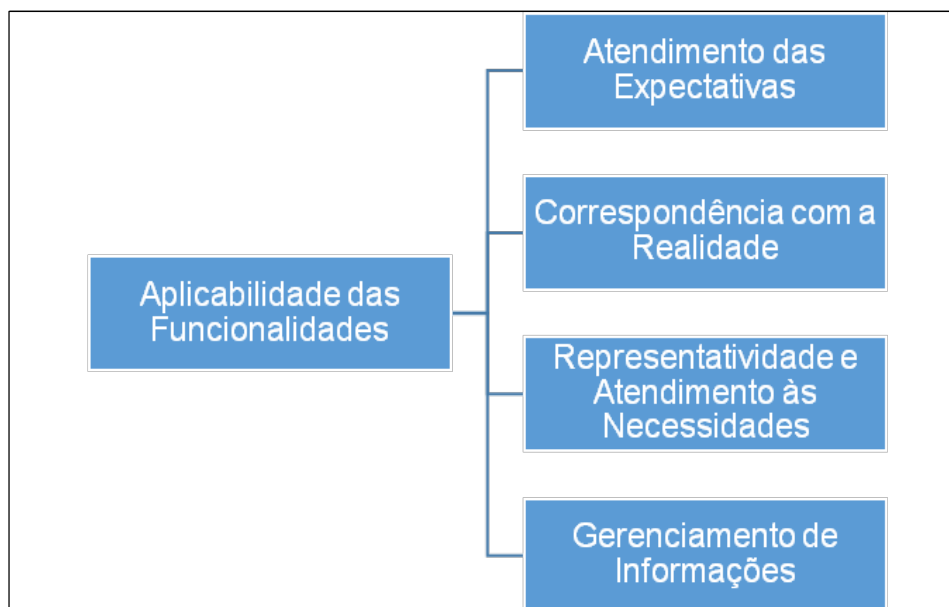 Atendimento das
Expectativas
Correspondência com a
Realidade
Aplicabilidade das
Funcionalidades
Representatividade e
Atendimento às
Necessidades
Gerenciamento de
Informações